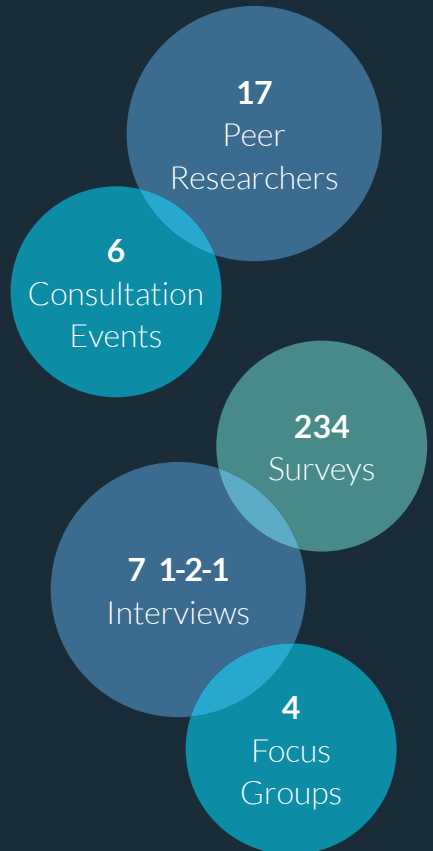 17
Peer
Researchers
6
Consultation
Events
234
Surveys
7 1-2-1
Interviews
4
Focus
Groups